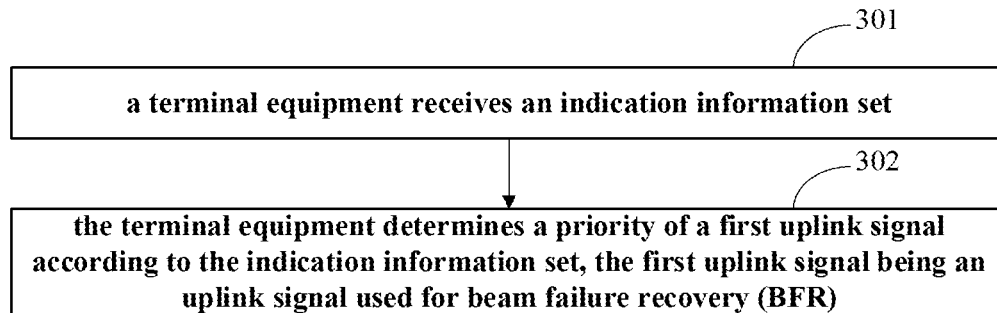 301
a terminal equipment receives an indication information set
302
the terminal equipment determines a priority of a first uplink signal
according to the indication information set, the first uplink signal being an
uplink signal used for beam failure recovery (BFR)